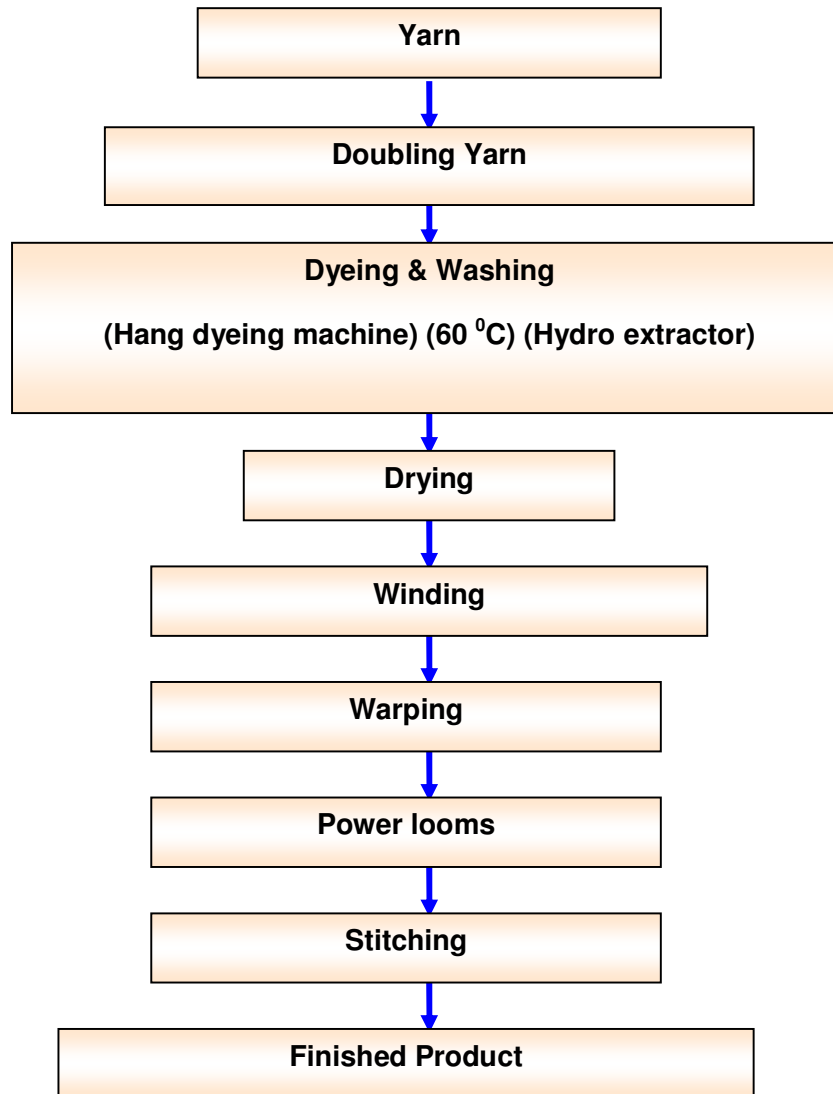 Yarn
Doubling Yarn
Dyeing & Washing
(Hang dyeing machine) (60 ⁰C) (Hydro extractor)
Drying
Winding
Warping
Power looms
Stitching
Finished Product